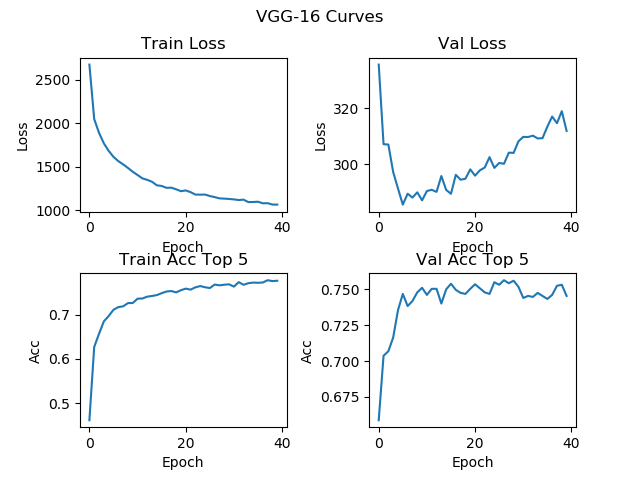 VGG-16 Curves
Train Loss
Loss
2500
2000
1500
1000
0
20
40
Epoch
Val Loss
Loss
320
300
0
20
40
Epoch
Train Acc Top 5
Acc
0.7
0.6
0.5
0
20
40
Epoch
Val Acc Top 5
Acc
0.750
0.725
0.700
0.675
0
20
40
Epoch